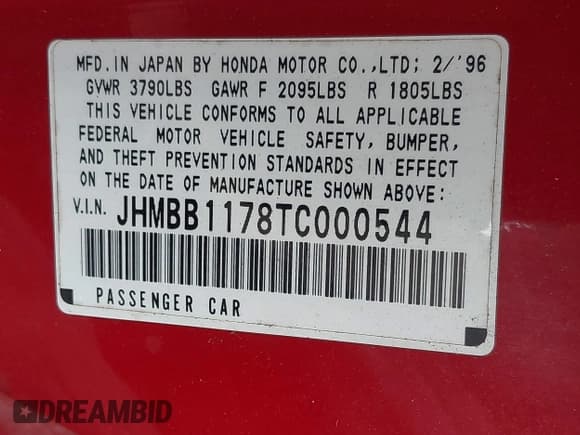 MFD. IN JAPAN BY HONDA MOTOR CO.,LTD; 2/'96
GVWR 3790LBS GAWR F 2095LBS R 1805LBS
THIS VEHICLE CONFORMS TO ALL APPLICABLE
FEDERAL MOTOR VEHICLE SAFETY, BUMPER,
AND THEFT PREVENTION STANDARDS IN EFFECT
ON THE DATE OF MANUFACTURE SHOWN ABOVE:
V.I.N. JHMBB1178TC000544
PASSENGER CAR
DREAMBID